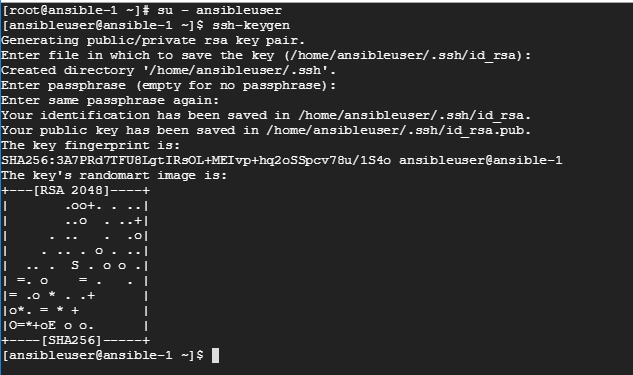 [root@ansible-1 ~]# su - ansibleuser
[ansibleuser@ansible-1 ~]$ ssh-keygen
Generating public/private rsa key pair.
Enter file in which to save the key (/home/ansibleuser/.ssh/id_rsa):
Created directory '/home/ansibleuser/.ssh'.
Enter passphrase (empty for no passphrase):
Enter same passphrase again:
Your identification has been saved in /home/ansibleuser/.ssh/id_rsa.
Your public key has been saved in /home/ansibleuser/.ssh/id_rsa.pub.
The key fingerprint is:
SHA256:3A7PRd7TFU8LgtIRsOL+MEIvp+hq2oSSpcv78u/1S4o ansibleuser@ansible-1
The key's randomart image is:
+---[RSA 2048]----+
|       .oo+. . ..|
|       ..o  . ..+|
|     . ..   .  .o|
|    . .. . o . ..|
|  .. .  S . o o .|
| =. o    = .   . |
|= .o * . .+      |
|o*. = * +        |
|O=*+oE o o.      |
+----[SHA256]-----+
[ansibleuser@ansible-1 ~]$